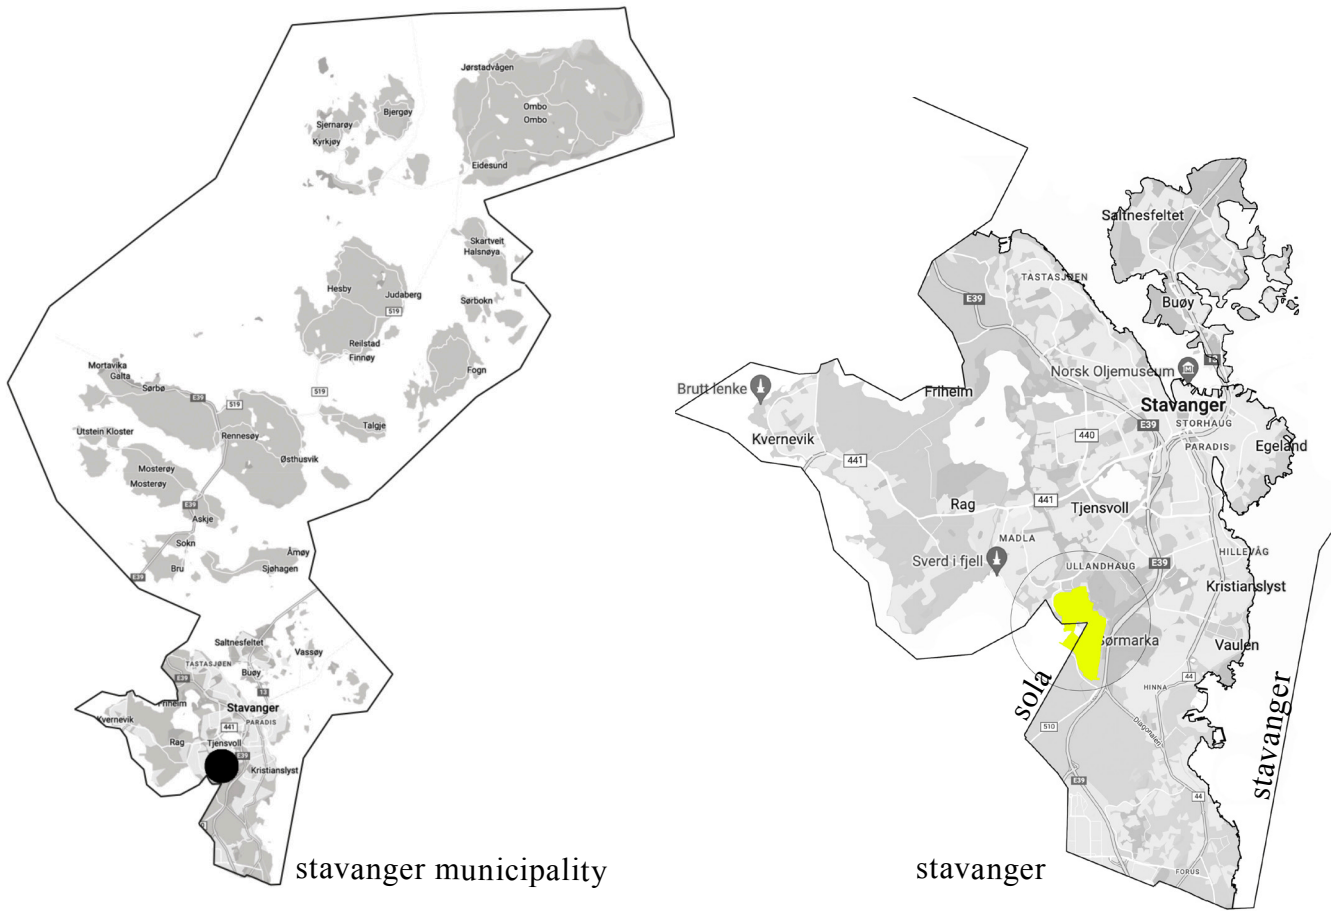 Jørstadvågen
Ombo
Ombo
Bjergøy
Sjernarøy
Kyrkjøy
Eidesund
Skartveit
Halsnøya
Hesby
Judaberg
519
Sørbokn
Reilstad
Finnøy
Mortavika
Galta
Sørbø
Fogn
519
E39
519
Talgje
Utstein Kloster
Rennesøy
Østhusvik
Mosterøy
Mosterøy
E39
Askje
Sokn
Åmøy
Bru
Sjøhagen
E39
Saltnesfeltet
Vassøy
TASTASJØEN
Buøy
E39
13
Friheim
Stavanger
Kvernevik
PARADIS
441
Rag
Tjensvoll
E39
Kristianslyst
stavanger municipality
Saltnesfeltet
TASTASJØEN
E39
Buøy
13
Norsk Oljemuseum
Brutt lenke
Friheim
Stavanger
STORHAUG
E39
Kvernevik
440
PARADIS
Egeland
441
441
Rag
Tjensvoll
MADLA
HILLEVÅG
Sverd i fjell
ULLANDHAUG
E39
Kristianslyst
Sørmarka
Vaulen
sola
44
HINNA
stavanger
510
Diagonalen
E39
44
FORUS
stavanger